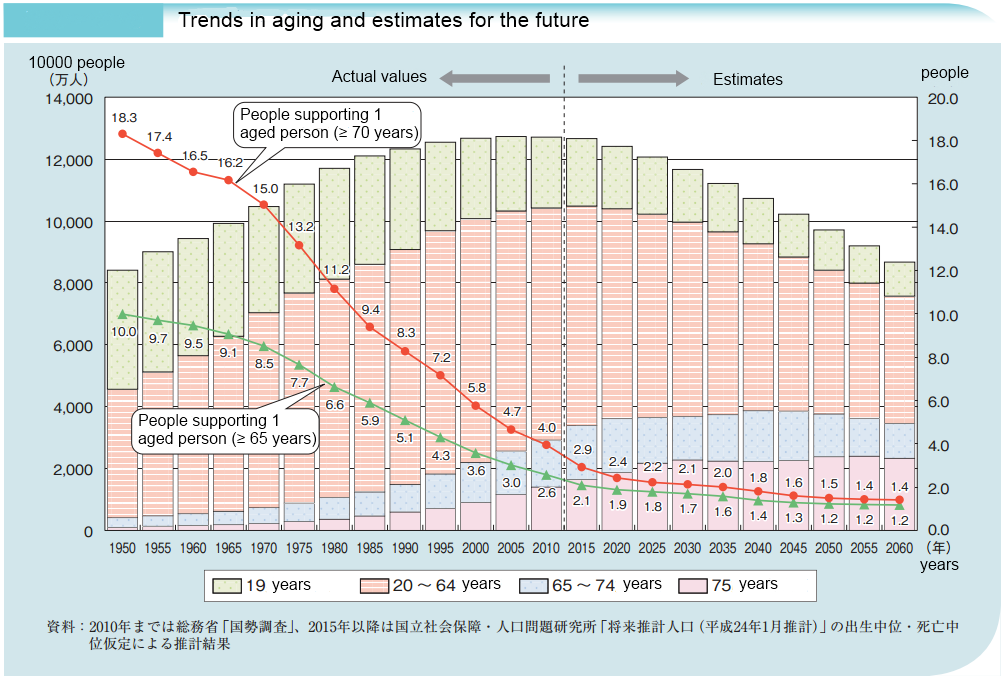 Trends in aging and estimates for the future
10000 people
（万人）
Actual values
Estimates
people
14,000
12,000
10,000
8,000
6,000
4,000
2,000
0
20.0
18.0
16.0
14.0
12.0
10.0
8.0
6.0
4.0
2.0
0.0
People supporting 1
aged person (≥ 70 years)
18.3 17.4 16.5 16.2 15.0 13.2 11.2 9.4 8.3 7.2 5.8 4.7 4.0 2.9 2.4 2.2 2.1 2.0 1.8 1.6 1.5 1.4 1.4
People supporting 1
aged person (≥ 65 years)
10.0 9.7 9.5 9.1 8.5 7.7 6.6 5.9 5.1 4.3 3.6 3.0 2.6 2.1 1.9 1.8 1.7 1.6 1.4 1.3 1.2 1.2 1.2
1950 1955 1960 1965 1970 1975 1980 1985 1990 1995 2000 2005 2010 2015 2020 2025 2030 2035 2040 2045 2050 2055 2060 （年）
years
19 years 20～64 years 65～74 years 75 years
資料：2010年までは総務省「国勢調査」、2015年以降は国立社会保障・人口問題研究所「将来推計人口（平成24年1月推計）」の出生中位・死亡中
位仮定による推計結果